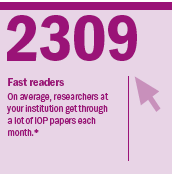 2309
Fast readers
On average, researchers at
your institution get through
a lot of IOP papers each
month.*